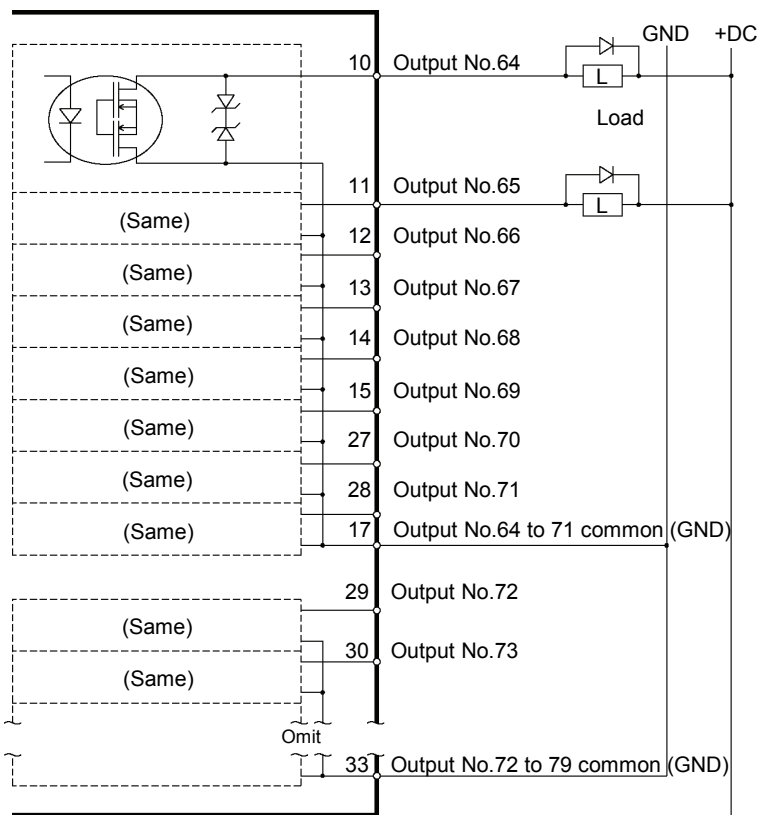 GND +DC
10 Output No.64
L
Load
11 Output No.65
L
(Same)
12 Output No.66
(Same)
13 Output No.67
(Same)
14 Output No.68
(Same)
15 Output No.69
(Same)
27 Output No.70
(Same)
28 Output No.71
(Same)
17 Output No.64 to 71 common (GND)
29 Output No.72
(Same)
30 Output No.73
(Same)
Omit
33 Output No.72 to 79 common (GND)